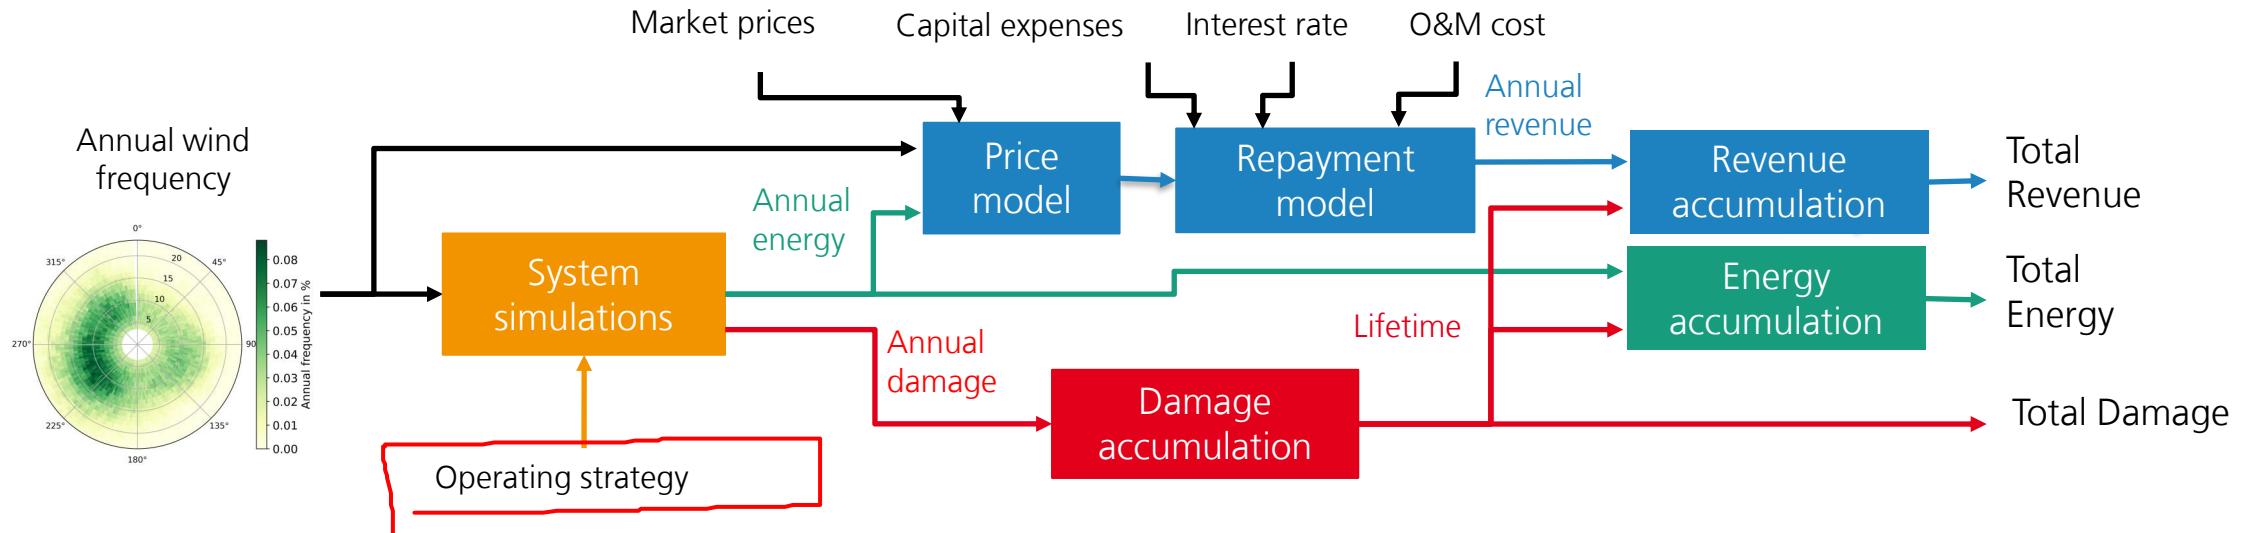 Market prices
Capital expenses
Interest rate
O&M cost
Annual
revenue
Annual wind
frequency
Price
model
Repayment
model
Revenue
accumulation
Total
Revenue
Annual
energy
0°
45°
90
135°
180°
225°
270°
315°
5
10
15
20
0.08
0.07
0.06
0.05
0.04
0.03
0.02
0.01
0.00
Annual frequency in %
System
simulations
Energy
accumulation
Total
Energy
Lifetime
Annual
damage
Damage
accumulation
Total Damage
Operating strategy